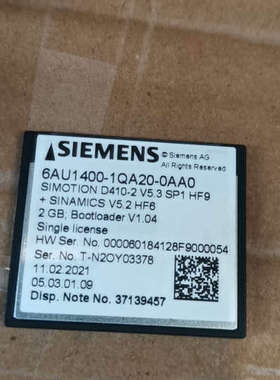 SIEMENS
© Siemens AG
All Rights Reserved
6AU1400-1QA20-0AA0
SIMOTION D410-2 V5.3 SP1 HF9
+ SINAMICS V5.2 HF6
2 GB; Bootloader V1.04
Single license
HW Ser. No. 000060184128F9000054
Ser. No. T-N2OY03378
11.02.2021
05.03.01.09
Disp. Note No. 37139457